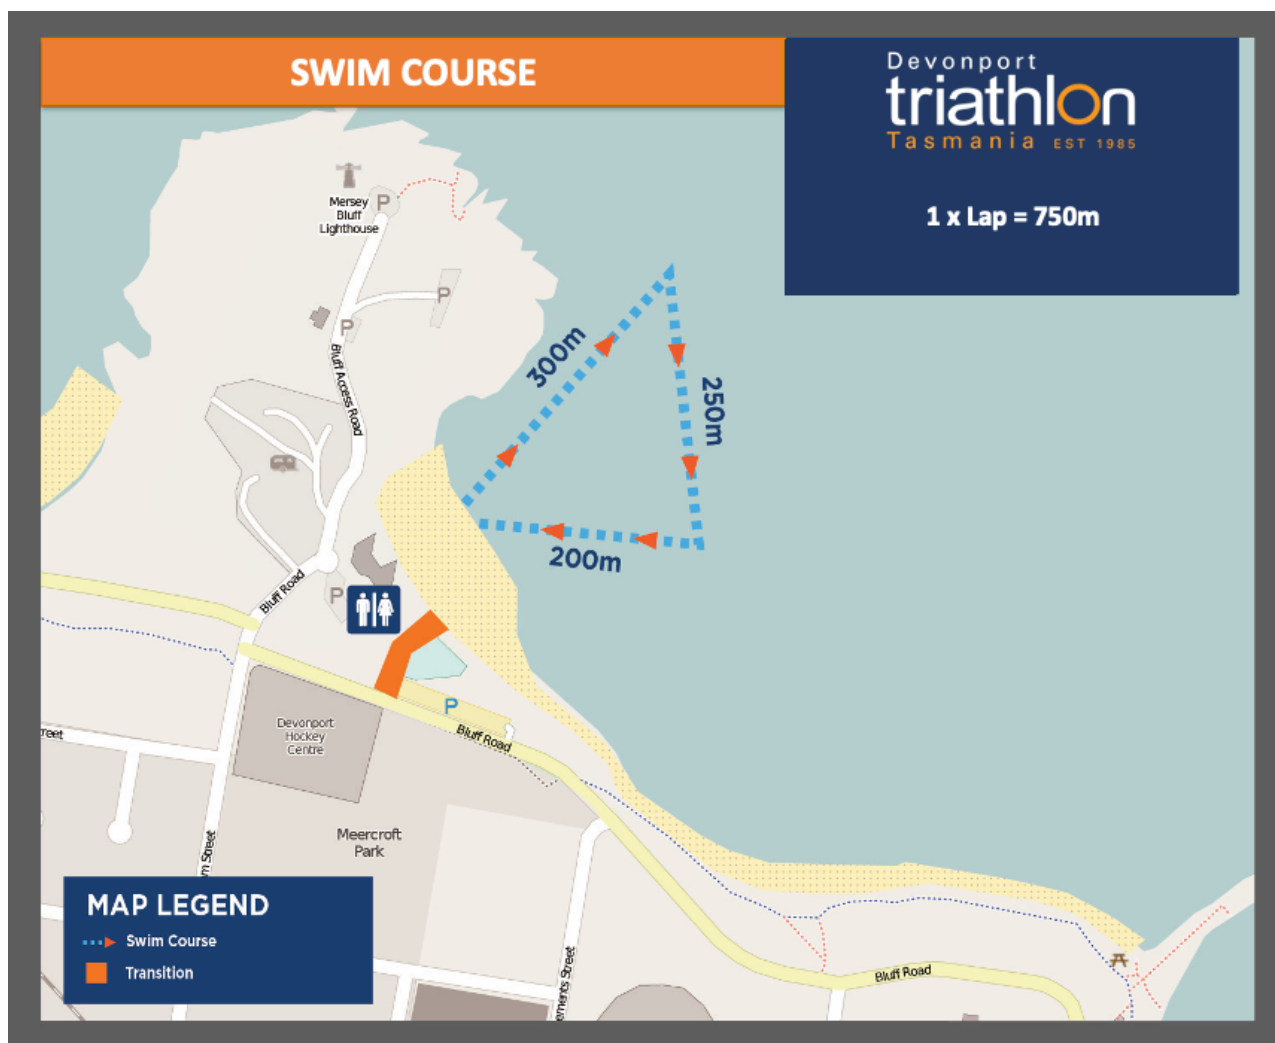 SWIM COURSE
Devonport
triathlon
Tasmania EST 1985
1 x Lap = 750m
Mersey
Bluff
Lighthouse
P
P
P
Bluff Access Road
300m
250m
200m
P
Bluff Road
P
Bluff Road
Devonport
Hockey
Centre
Meercroft
Park
MAP LEGEND
Swim Course
Transition
Bluff Road